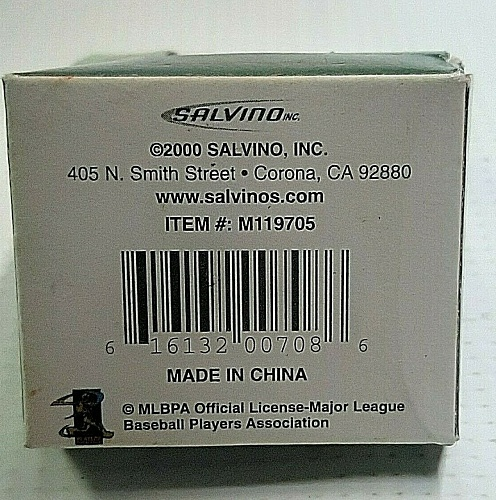 SALVINO INC.
©2000 SALVINO, INC.
405 N. Smith Street • Corona, CA 92880
www.salvinos.com
ITEM #: M119705
6 16132 00708 6
MADE IN CHINA
© MLBPA Official License-Major League
Baseball Players Association